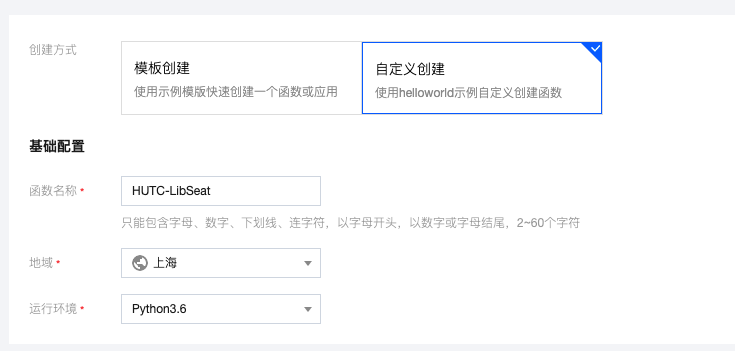 创建方式
模板创建
使用示例模版快速创建一个函数或应用
自定义创建
使用helloworld示例自定义创建函数
基础配置
函数名称 *
HUTC-LibSeat
只能包含字母、数字、下划线、连字符，以字母开头，以数字或字母结尾，2~60个字符
地域 *
上海
运行环境 *
Python3.6